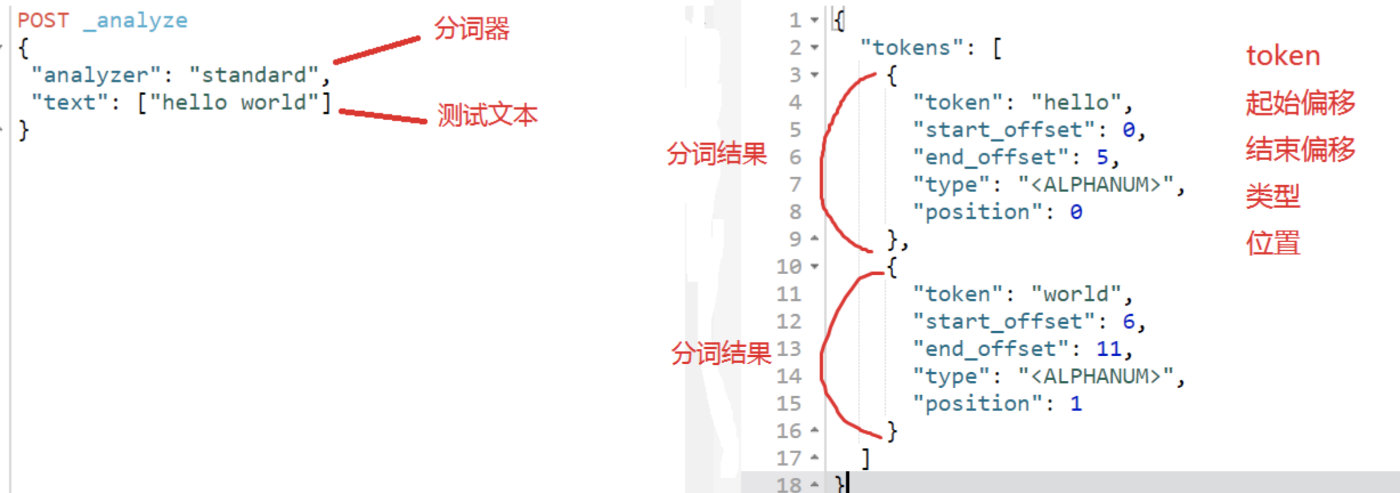 POST _analyze
{
"analyzer": "standard",
"text": ["hello world"]
}
分词器
测试文本
1 {
2 "tokens": [
3 {
4 "token": "hello",
5 "start_offset": 0,
6 "end_offset": 5,
7 "type": "<ALPHANUM>",
8 "position": 0
9 },
10 {
11 "token": "world",
12 "start_offset": 6,
13 "end_offset": 11,
14 "type": "<ALPHANUM>",
15 "position": 1
16 }
17 ]
18 }
分词结果
分词结果
token
起始偏移
结束偏移
类型
位置